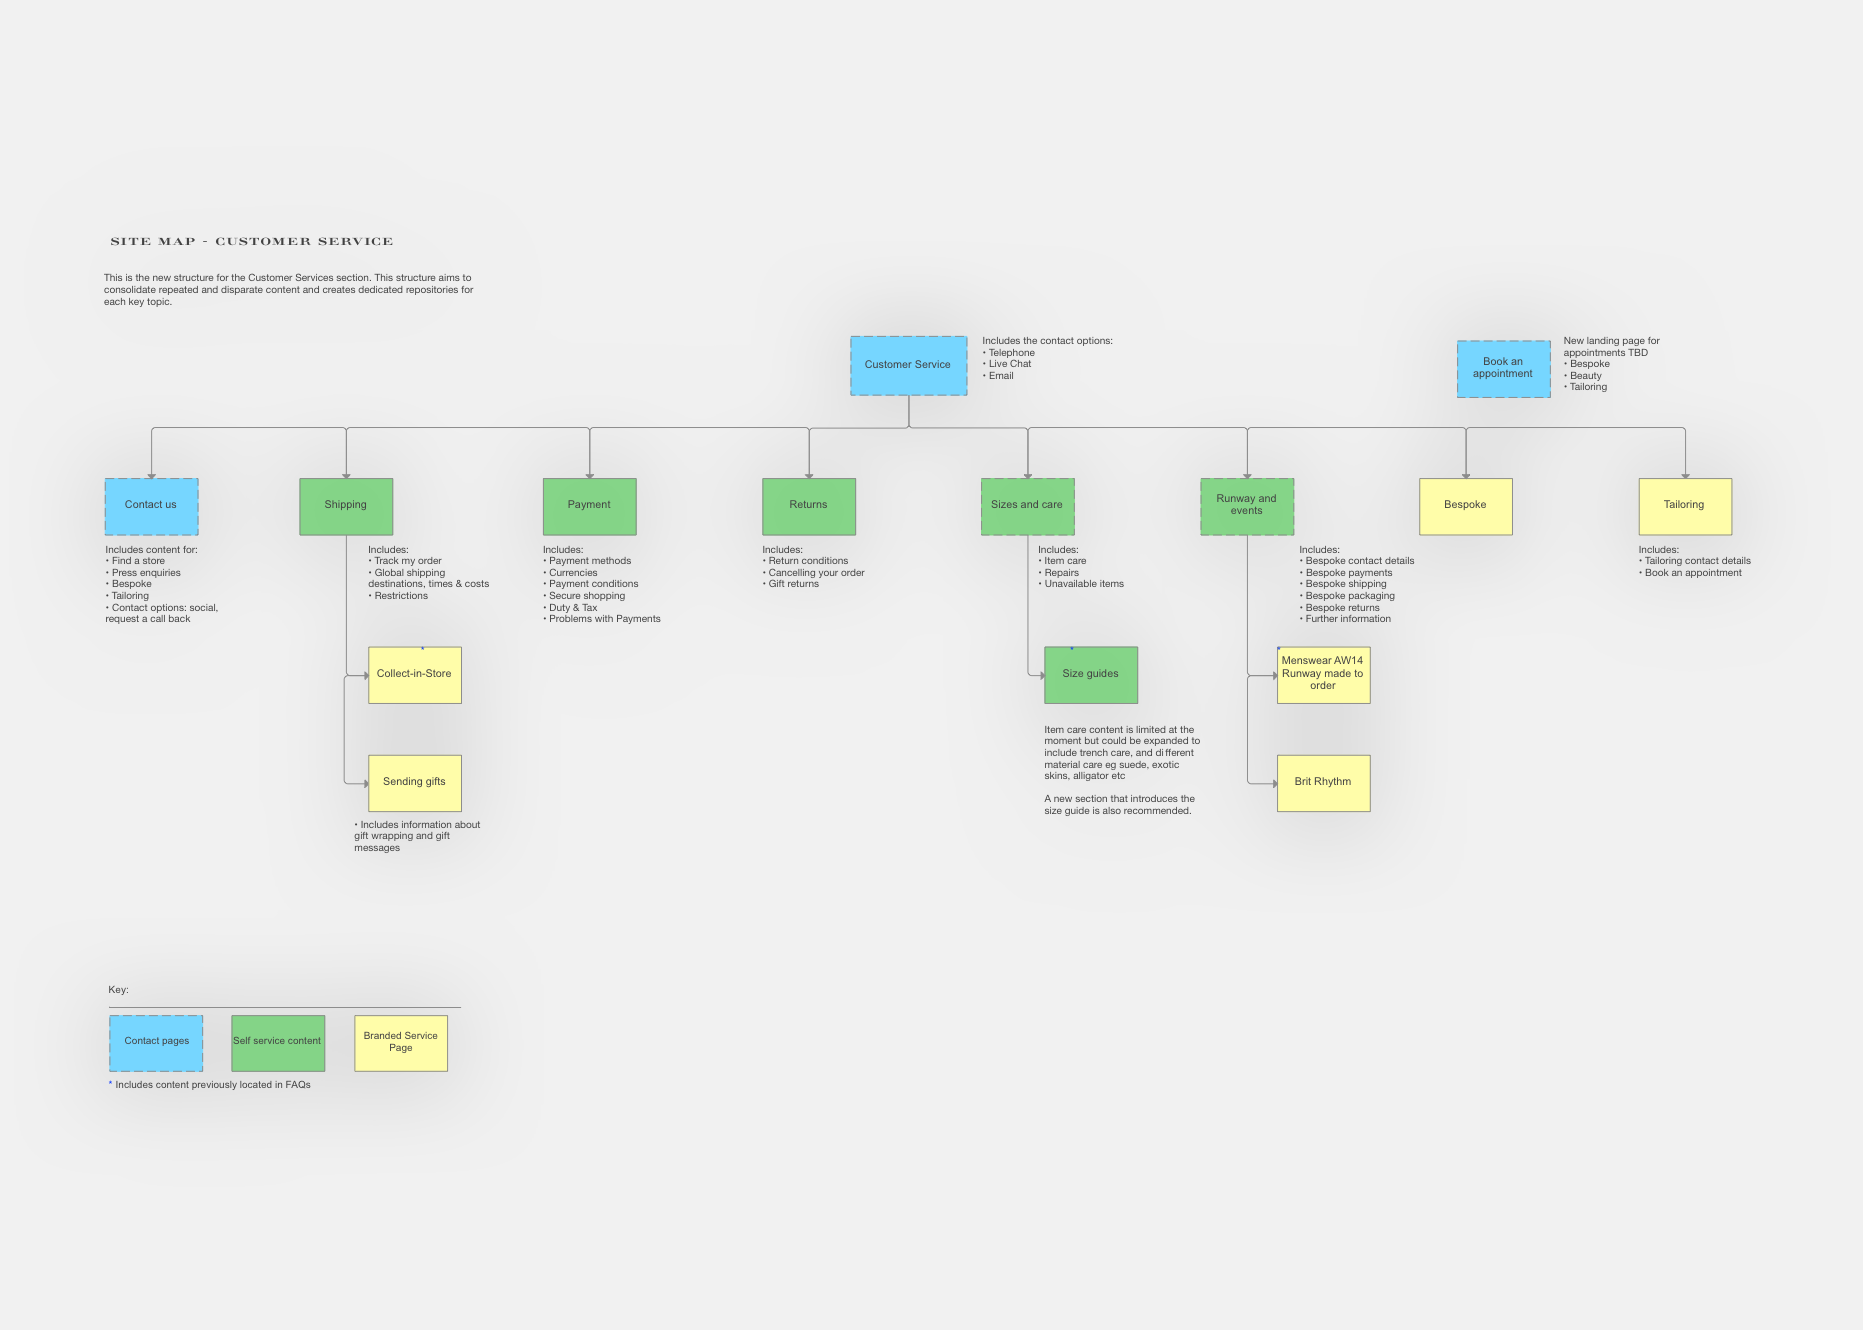 SITE MAP - CUSTOMER SERVICE
This is the new structure for the Customer Services section. This structure aims to
consolidate repeated and disparate content and creates dedicated repositories for
each key topic.
Customer Service
Includes the contact options:
• Telephone
• Live Chat
• Email
Book an
appointment
New landing page for
appointments TBD
• Bespoke
• Beauty
• Tailoring
Contact us
Includes content for:
• Find a store
• Press enquiries
• Bespoke
• Tailoring
• Contact options: social,
request a call back
Shipping
Includes:
• Track my order
• Global shipping
destinations, times & costs
• Restrictions
Payment
Includes:
• Payment methods
• Currencies
• Payment conditions
• Secure shopping
• Duty & Tax
• Problems with Payments
Returns
Includes:
• Return conditions
• Cancelling your order
• Gift returns
Sizes and care
Includes:
• Item care
• Repairs
• Unavailable items
Runway and
events
Includes:
• Bespoke contact details
• Bespoke payments
• Bespoke shipping
• Bespoke packaging
• Bespoke returns
• Further information
Bespoke
Tailoring
Includes:
• Tailoring contact details
• Book an appointment
*
Collect-in-Store
Sending gifts
• Includes information about
gift wrapping and gift
messages
*
Size guides
Item care content is limited at the
moment but could be expanded to
include trench care, and different
material care eg suede, exotic
skins, alligator etc
A new section that introduces the
size guide is also recommended.
*
Menswear AW14
Runway made to
order
Brit Rhythm
Key:
Contact pages
Self service content
Branded Service
Page
* Includes content previously located in FAQs